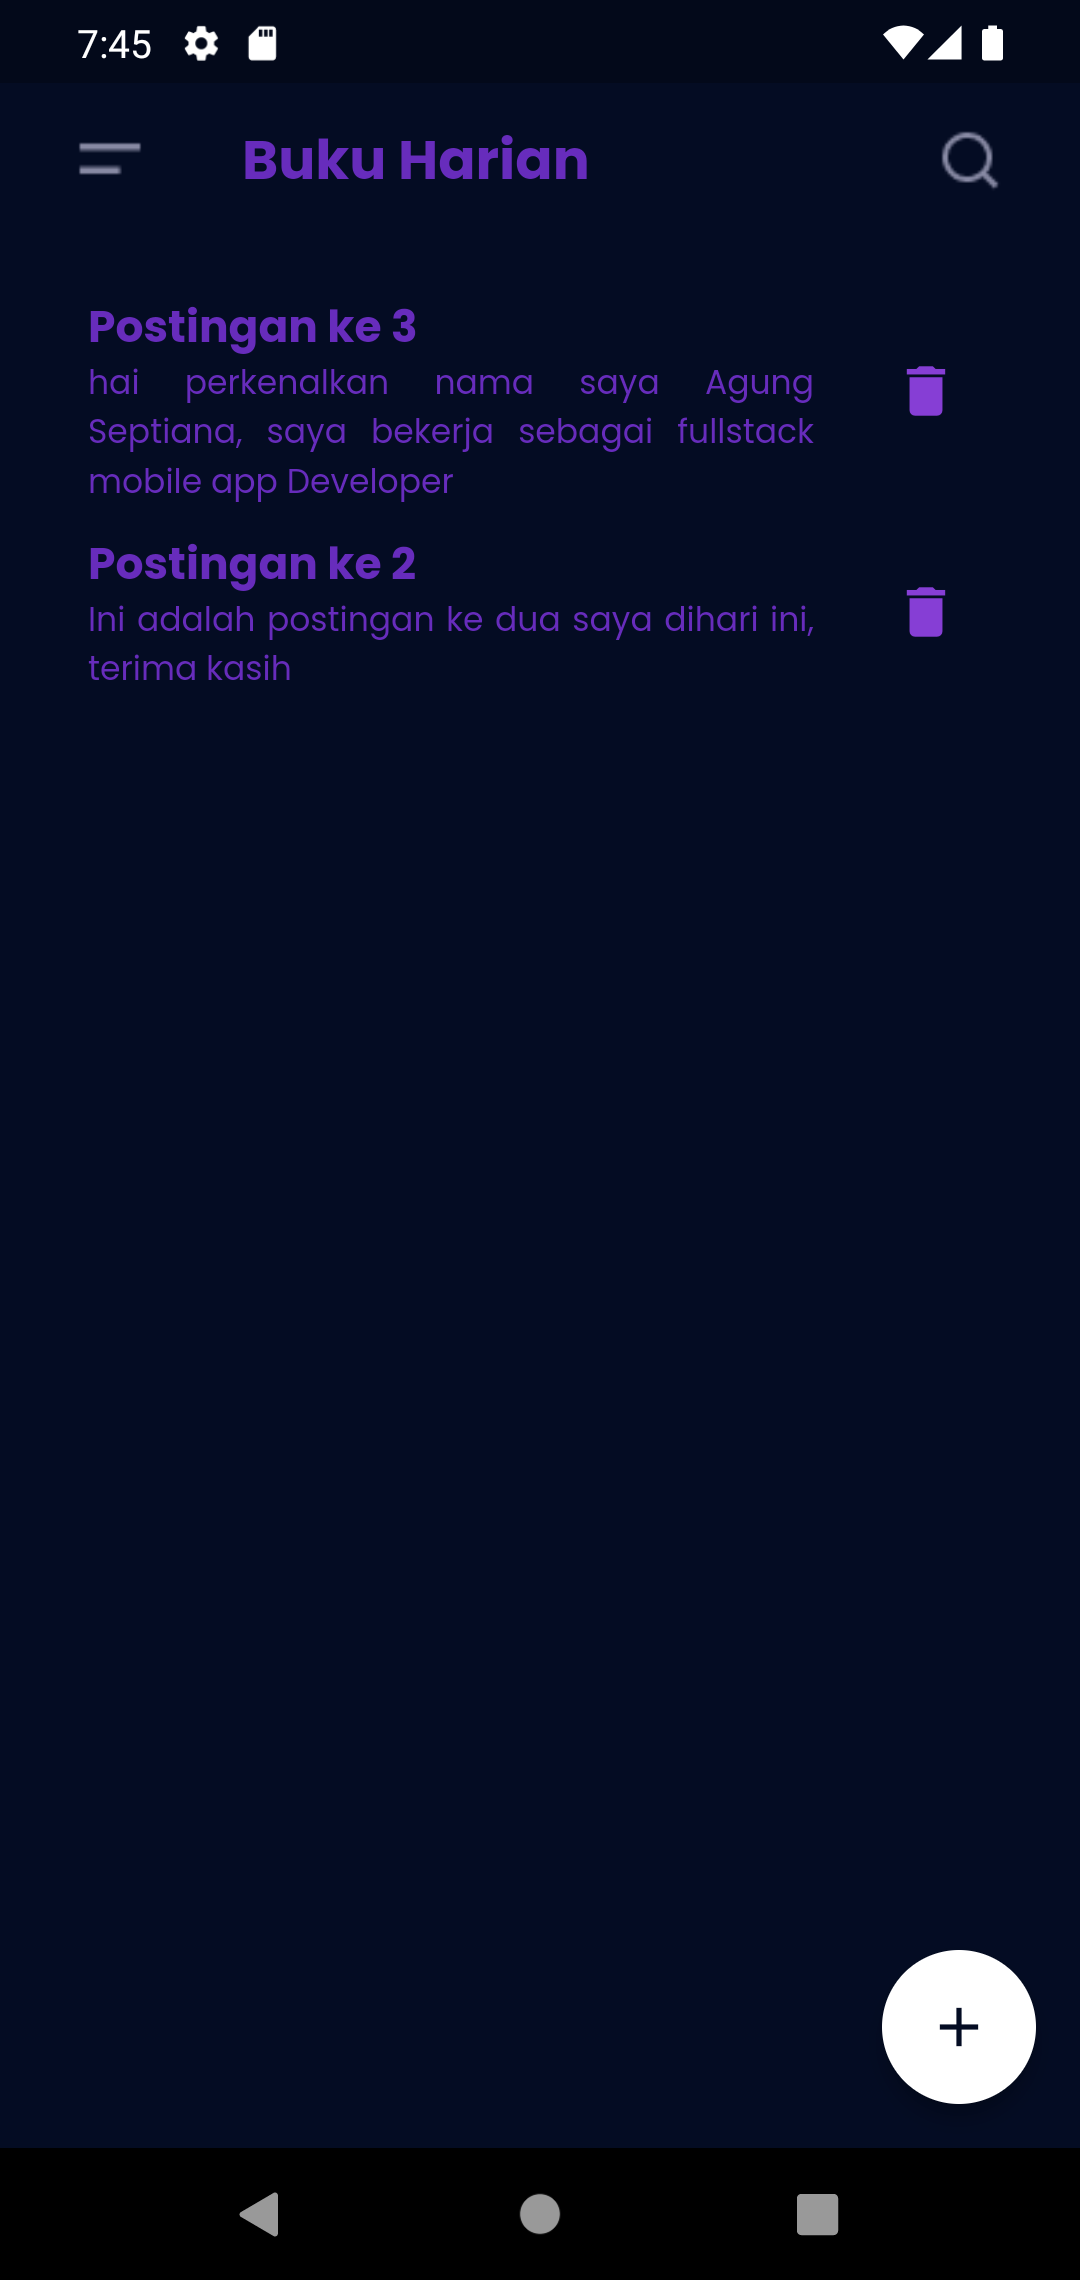 7:45
Buku Harian
Postingan ke 3
hai perkenalkan nama saya Agung
Septiana, saya bekerja sebagai fullstack
mobile app Developer
Postingan ke 2
Ini adalah postingan ke dua saya dihari ini,
terima kasih